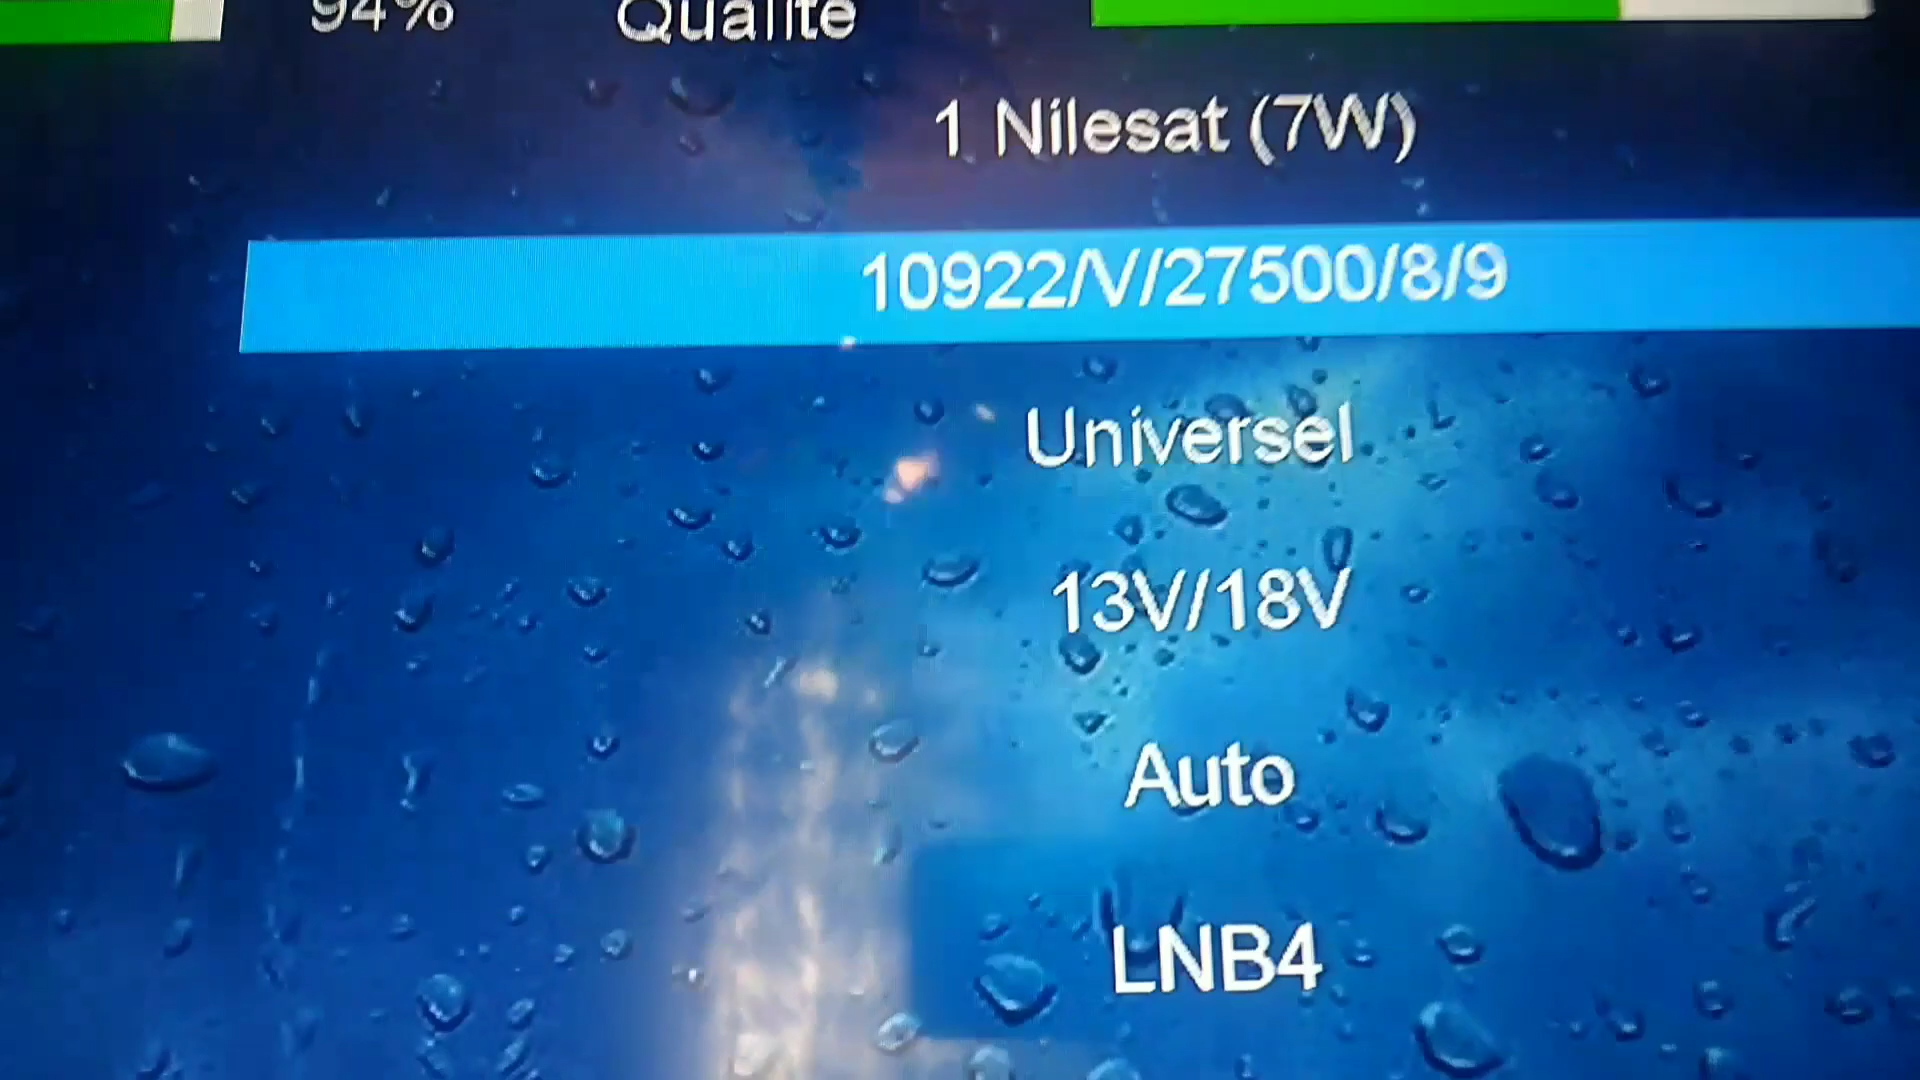 94% Qualité
1 Nilesat (7W)
10922/V/27500/8/9
Universel
13V/18V
Auto
LNB4